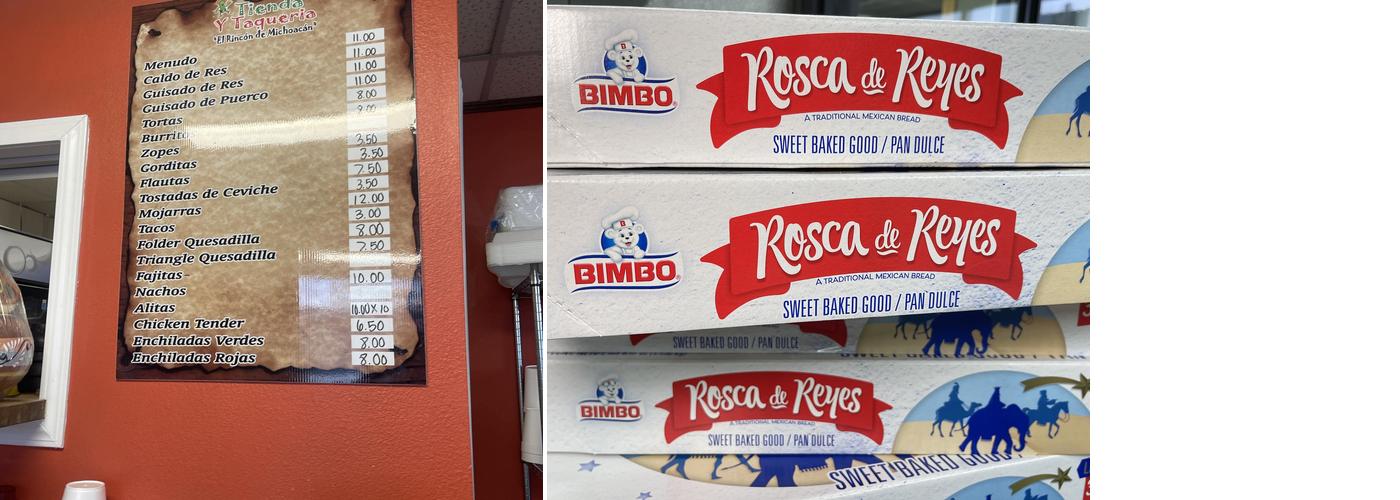 Tienda
Y Taqueria
"El Rincón de Michoacán"
Menudo 11.00
Caldo de Res 11.00
Guisado de Res 11.00
Guisado de Puerco 11.00
Tortas 8.00
Burrito 8.00
Zopes 3.50
Gorditas 3.50
Flautas 7.50
Tostadas de Ceviche 3.50
Mojarras 12.00
Tacos 3.00
Folder Quesadilla 8.00
Triangle Quesadilla 7.50
Fajitas
Nachos 10.00
Alitas 10.00 x 10
Chicken Tender 6.50
Enchiladas Verdes 8.00
Enchiladas Rojas 8.00
BIMBO
Rosca de Reyes
A TRADITIONAL MEXICAN BREAD
SWEET BAKED GOOD / PAN DULCE
BIMBO
Rosca de Reyes
A TRADITIONAL MEXICAN BREAD
SWEET BAKED GOOD / PAN DULCE
SWEET BAKED GOOD / PAN DULCE
BIMBO
Rosca de Reyes
A TRADITIONAL MEXICAN BREAD
SWEET BAKED GOOD / PAN DULCE
SWEET BAKED GOOD